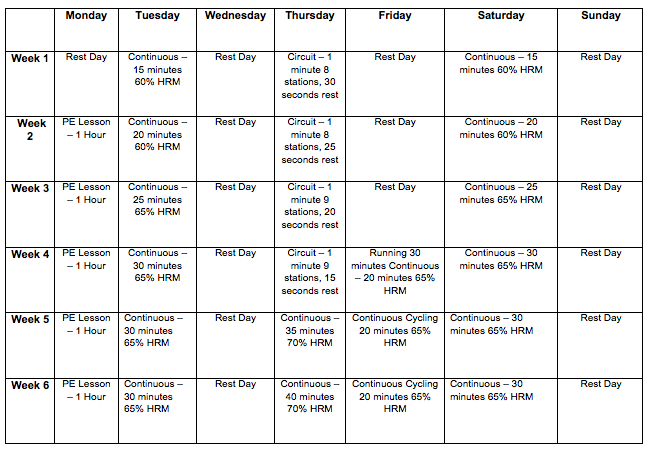 Monday Tuesday Wednesday Thursday Friday Saturday Sunday
Week 1
Rest Day
Continuous –
15 minutes
60% HRM
Rest Day
Circuit – 1
minute 8
stations, 30
seconds rest
Rest Day
Continuous – 15
minutes 60% HRM
Rest Day
Week
2
PE Lesson
– 1 Hour
Continuous –
20 minutes
60% HRM
Rest Day
Circuit – 1
minute 8
stations, 25
seconds rest
Rest Day
Continuous – 20
minutes 60% HRM
Rest Day
Week 3
PE Lesson
– 1 Hour
Continuous –
25 minutes
65% HRM
Rest Day
Circuit – 1
minute 9
stations, 20
seconds rest
Rest Day
Continuous – 25
minutes 65% HRM
Rest Day
Week 4
PE Lesson
– 1 Hour
Continuous –
30 minutes
65% HRM
Rest Day
Circuit – 1
minute 9
stations, 15
seconds rest
Running 30
minutes Continuous
– 20 minutes 65%
HRM
Continuous – 30
minutes 65% HRM
Rest Day
Week 5
PE Lesson
– 1 Hour
Continuous –
30 minutes
65% HRM
Rest Day
Continuous –
35 minutes
70% HRM
Continuous Cycling
20 minutes 65%
HRM
Continuous – 30
minutes 65% HRM
Rest Day
Week 6
PE Lesson
– 1 Hour
Continuous –
30 minutes
65% HRM
Rest Day
Continuous –
40 minutes
70% HRM
Continuous Cycling
20 minutes 65%
HRM
Continuous – 30
minutes 65% HRM
Rest Day